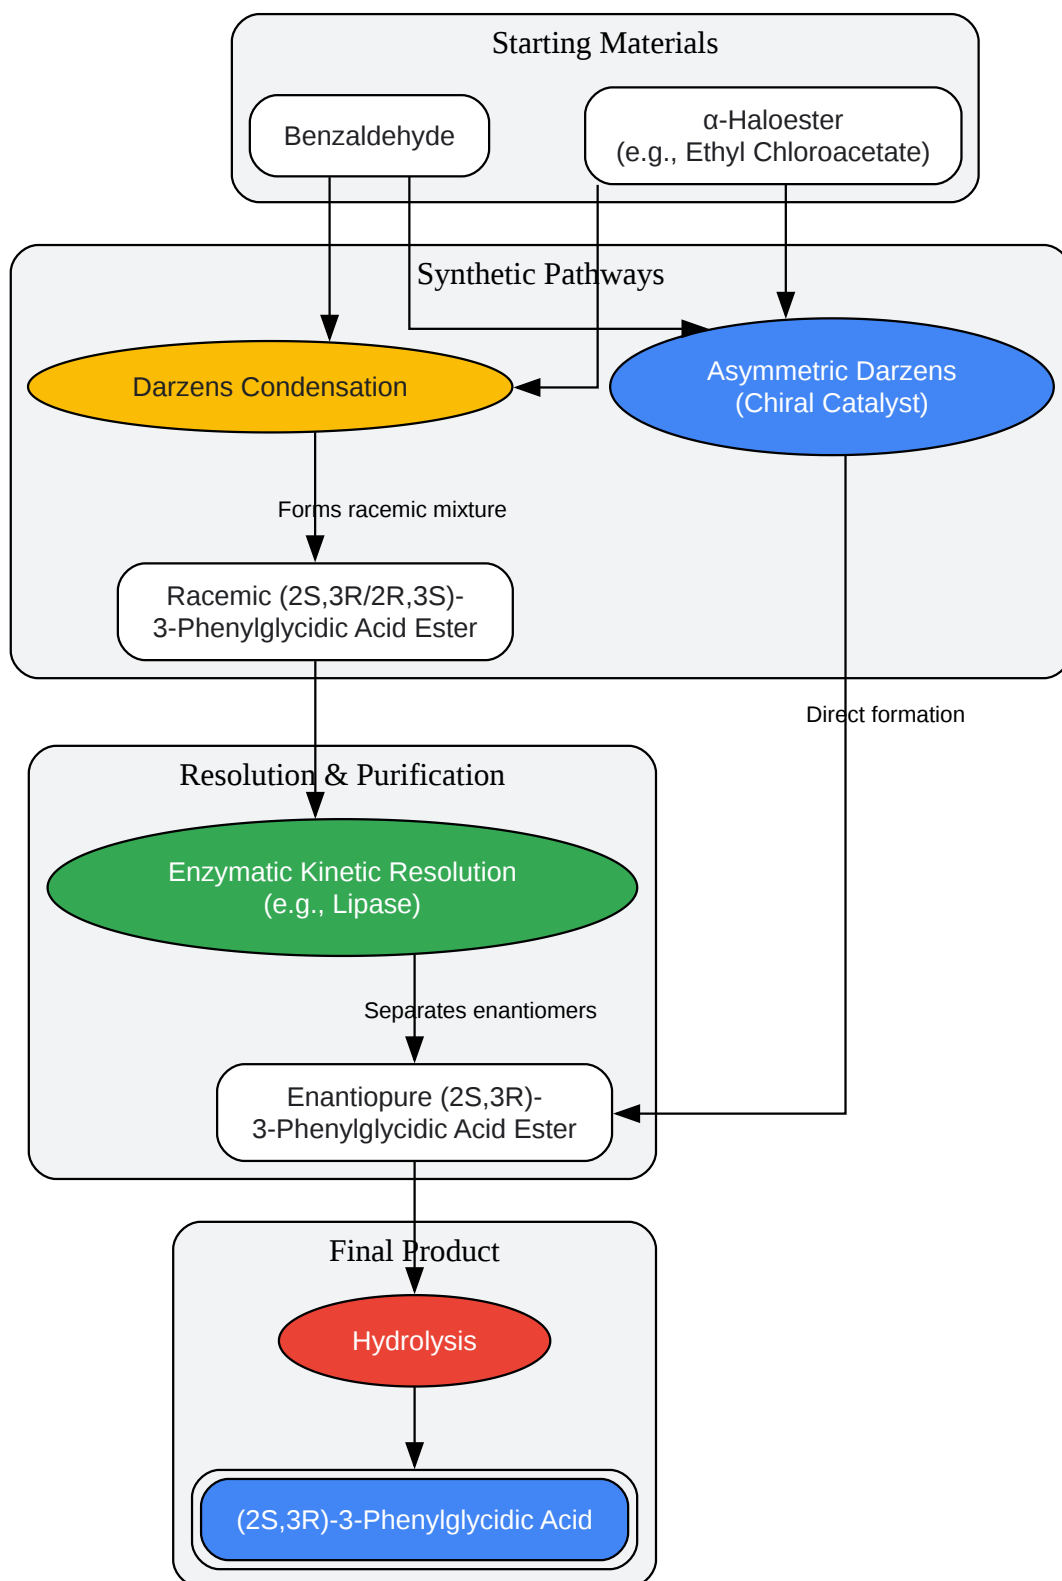 Starting Materials
Benzaldehyde
α-Haloester
(e.g., Ethyl Chloroacetate)
Synthetic Pathways
Darzens Condensation
Asymmetric Darzens
(Chiral Catalyst)
Forms racemic mixture
Racemic (2S,3R/2R,3S)-
3-Phenylglycidic Acid Ester
Direct formation
Resolution & Purification
Enzymatic Kinetic Resolution
(e.g., Lipase)
Separates enantiomers
Enantiopure (2S,3R)-
3-Phenylglycidic Acid Ester
Final Product
Hydrolysis
(2S,3R)-3-Phenylglycidic Acid